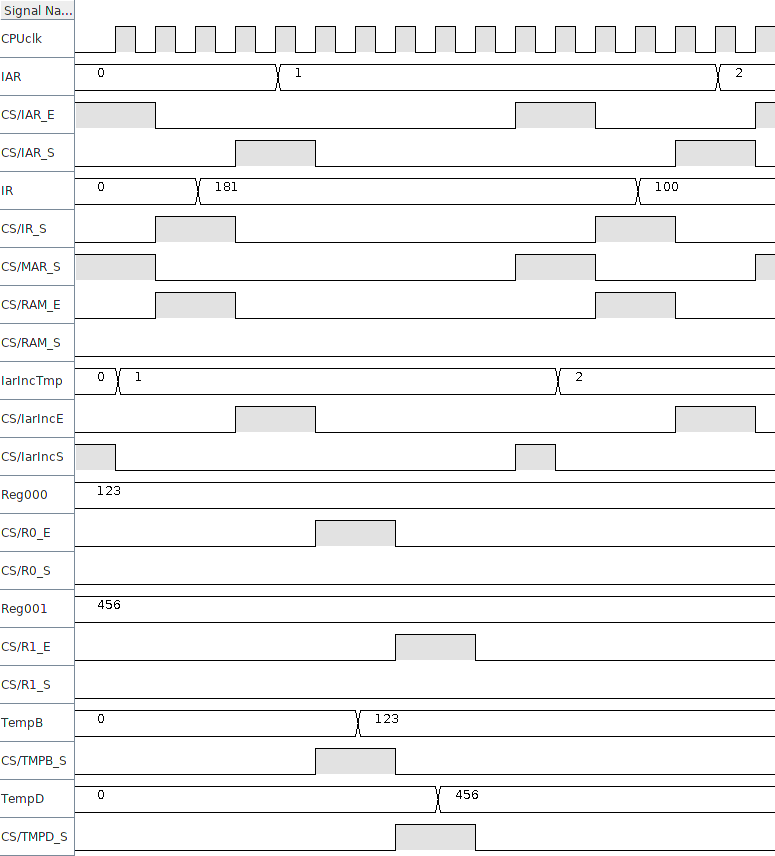 Signal Na...
CPUclk
IAR 0 1 2
CS/IAR_E
CS/IAR_S
IR 0 181 100
CS/IR_S
CS/MAR_S
CS/RAM_E
CS/RAM_S
IarIncTmp 0 1 2
CS/IarIncE
CS/IarIncS
Reg000 123
CS/R0_E
CS/R0_S
Reg001 456
CS/R1_E
CS/R1_S
TempB 0 123
CS/TMPB_S
TempD 0 456
CS/TMPD_S